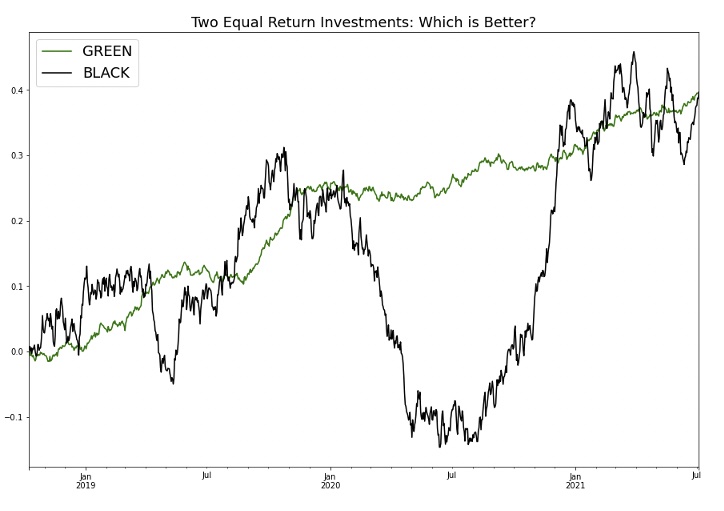 Two Equal Return Investments: Which is Better?
GREEN
BLACK
0.4
0.3
0.2
0.1
0.0
−0.1
Jan
2019
Jul
Jan
2020
Jul
Jan
2021
Jul